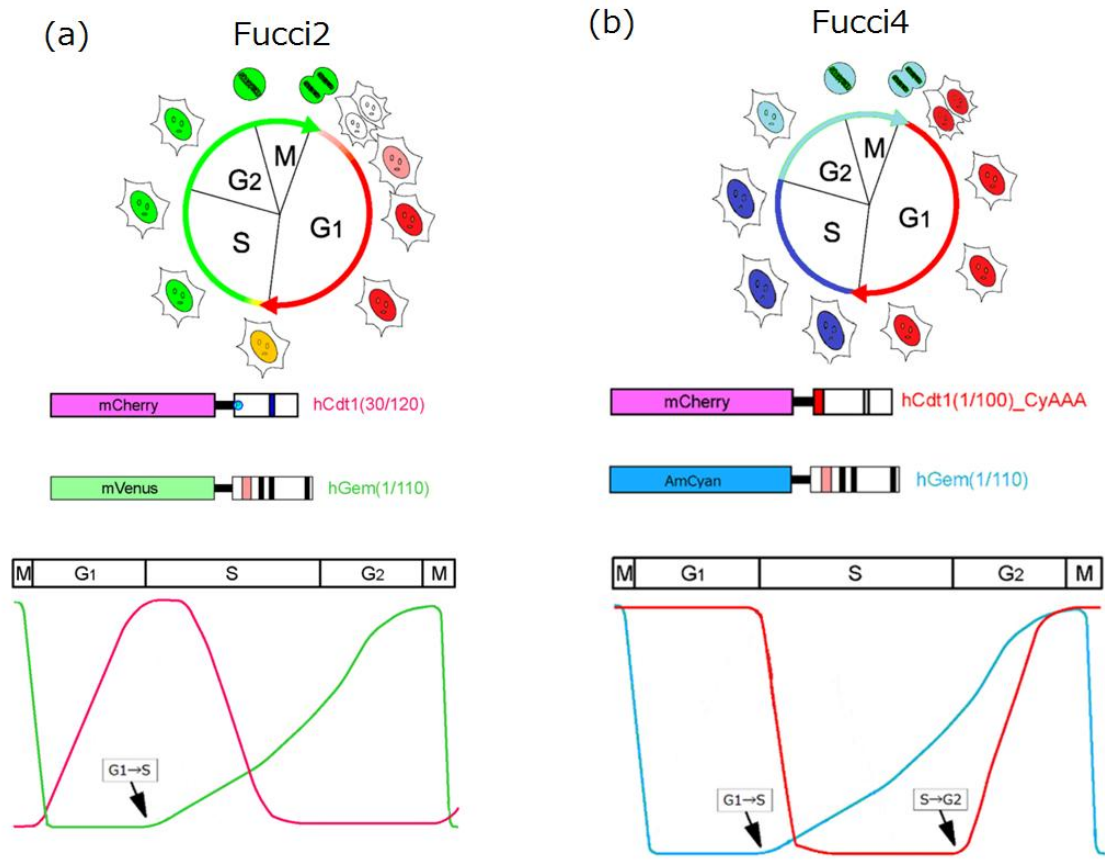 (a)
Fucci2
M
G2
S
G1
mCherry
hCdt1(30/120)
mVenus
hGem(1/110)
M
G1
S
G2
M
G1→S
(b)
Fucci4
M
G2
S
G1
mCherry
hCdt1(1/100)_CyAAA
AmCyan
hGem(1/110)
M
G1
S
G2
M
G1→S
S→G2